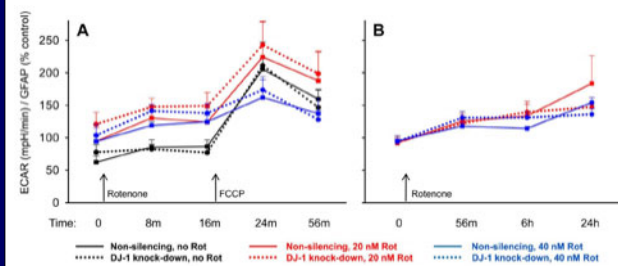 A
B
ECAR (mpH/min) / GFAP (% control)
250
200
150
100
50
0
Rotenone
FCCP
Rotenone
Time: 0 8m 16m 24m 56m 0 56m 6h 24h
Non-silencing, no Rot Non-silencing, 20 nM Rot Non-silencing, 40 nM Rot
DJ-1 knock-down, no Rot DJ-1 knock-down, 20 nM Rot DJ-1 knock-down, 40 nM Rot